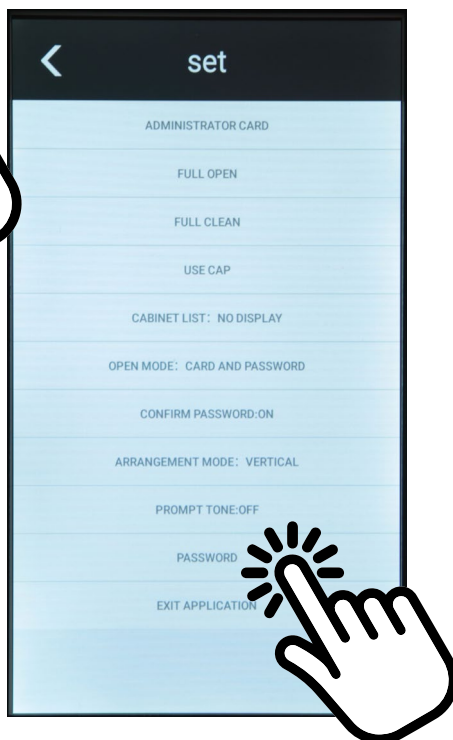 set
ADMINISTRATOR CARD
FULL OPEN
FULL CLEAN
USE CAP
CABINET LIST: NO DISPLAY
OPEN MODE: CARD AND PASSWORD
CONFIRM PASSWORD:ON
ARRANGEMENT MODE: VERTICAL
PROMPT TONE:OFF
PASSWORD
EXIT APPLICATION